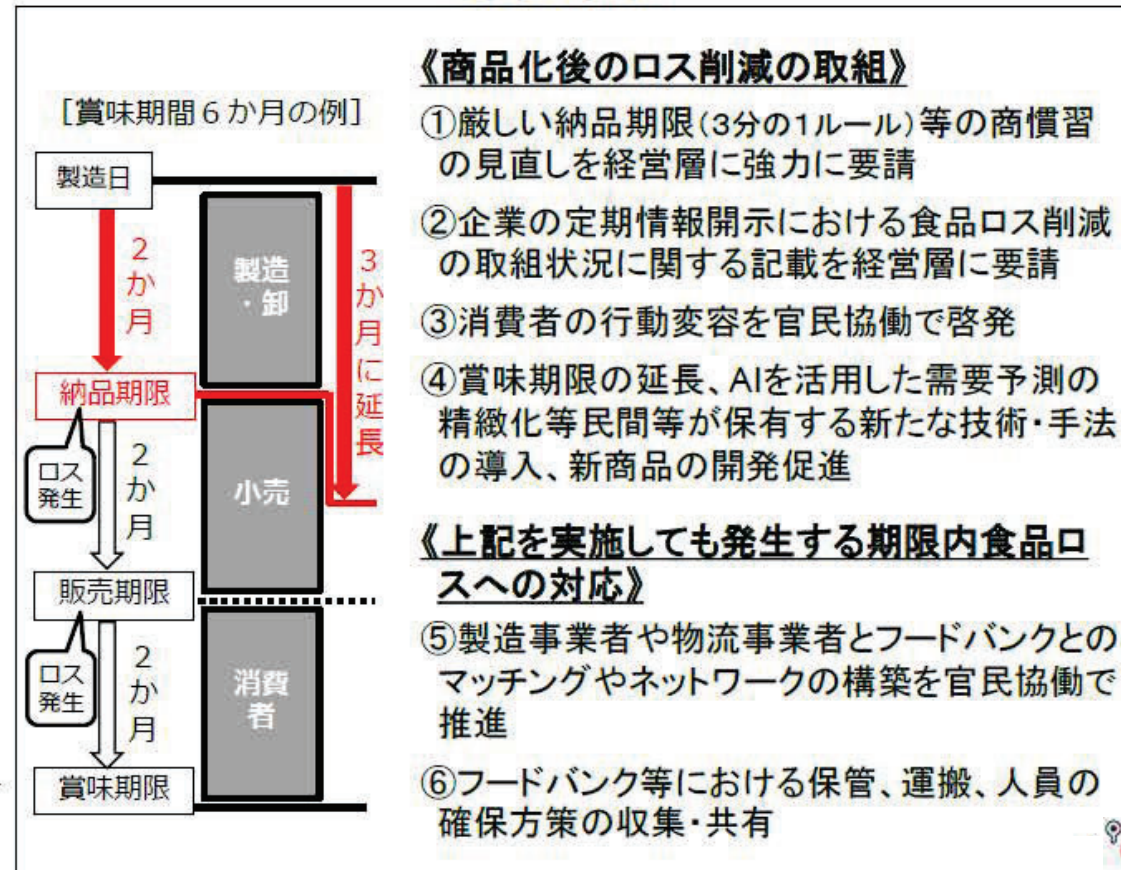 [賞味期間６か月の例]
製造日
２か月
製造・卸
３か月に延長
納品期限
ロス
発生
２か月
小売
販売期限
ロス
発生
２か月
消費者
賞味期限
《商品化後のロス削減の取組》
①厳しい納品期限(3分の1ルール)等の商慣習
の見直しを経営層に強力に要請
②企業の定期情報開示における食品ロス削減
の取組状況に関する記載を経営層に要請
③消費者の行動変容を官民協働で啓発
④賞味期限の延長、AIを活用した需要予測の
精緻化等民間等が保有する新たな技術・手法
の導入、新商品の開発促進
《上記を実施しても発生する期限内食品ロ
スへの対応》
⑤製造事業者や物流事業者とフードバンクとの
マッチングやネットワークの構築を官民協働で
推進
⑥フードバンク等における保管、運搬、人員の
確保方策の収集・共有